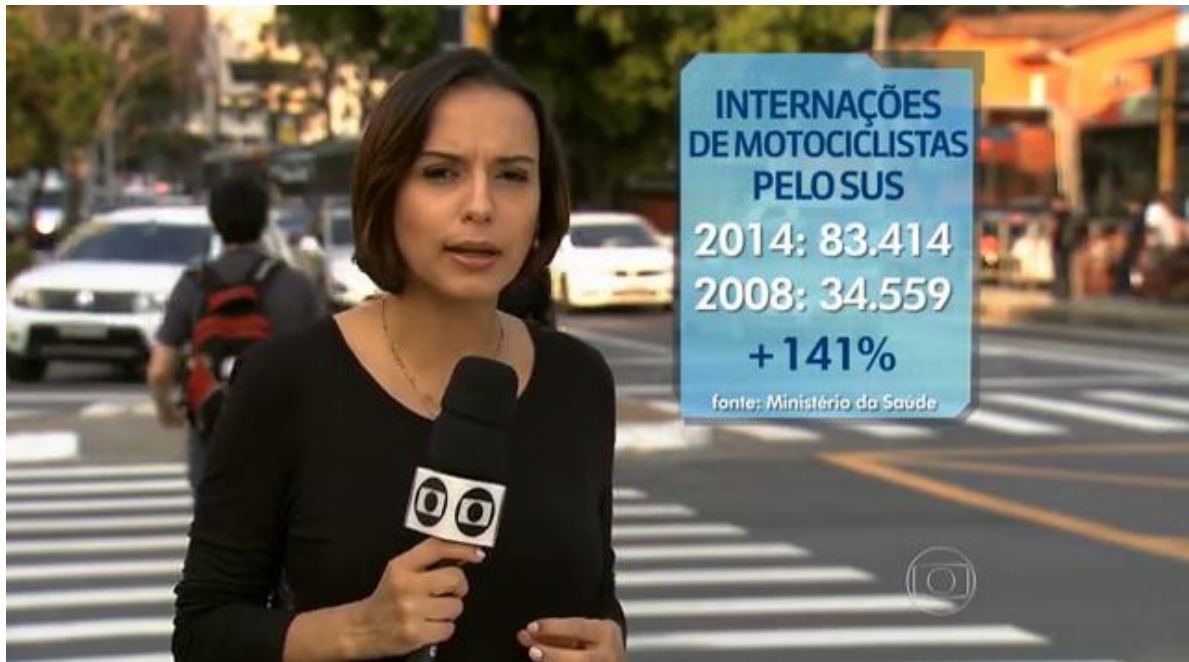 INTERNAÇÕES
DE MOTOCICLISTAS
PELO SUS
2014: 83.414
2008: 34.559
+141%
fonte: Ministério da Saúde